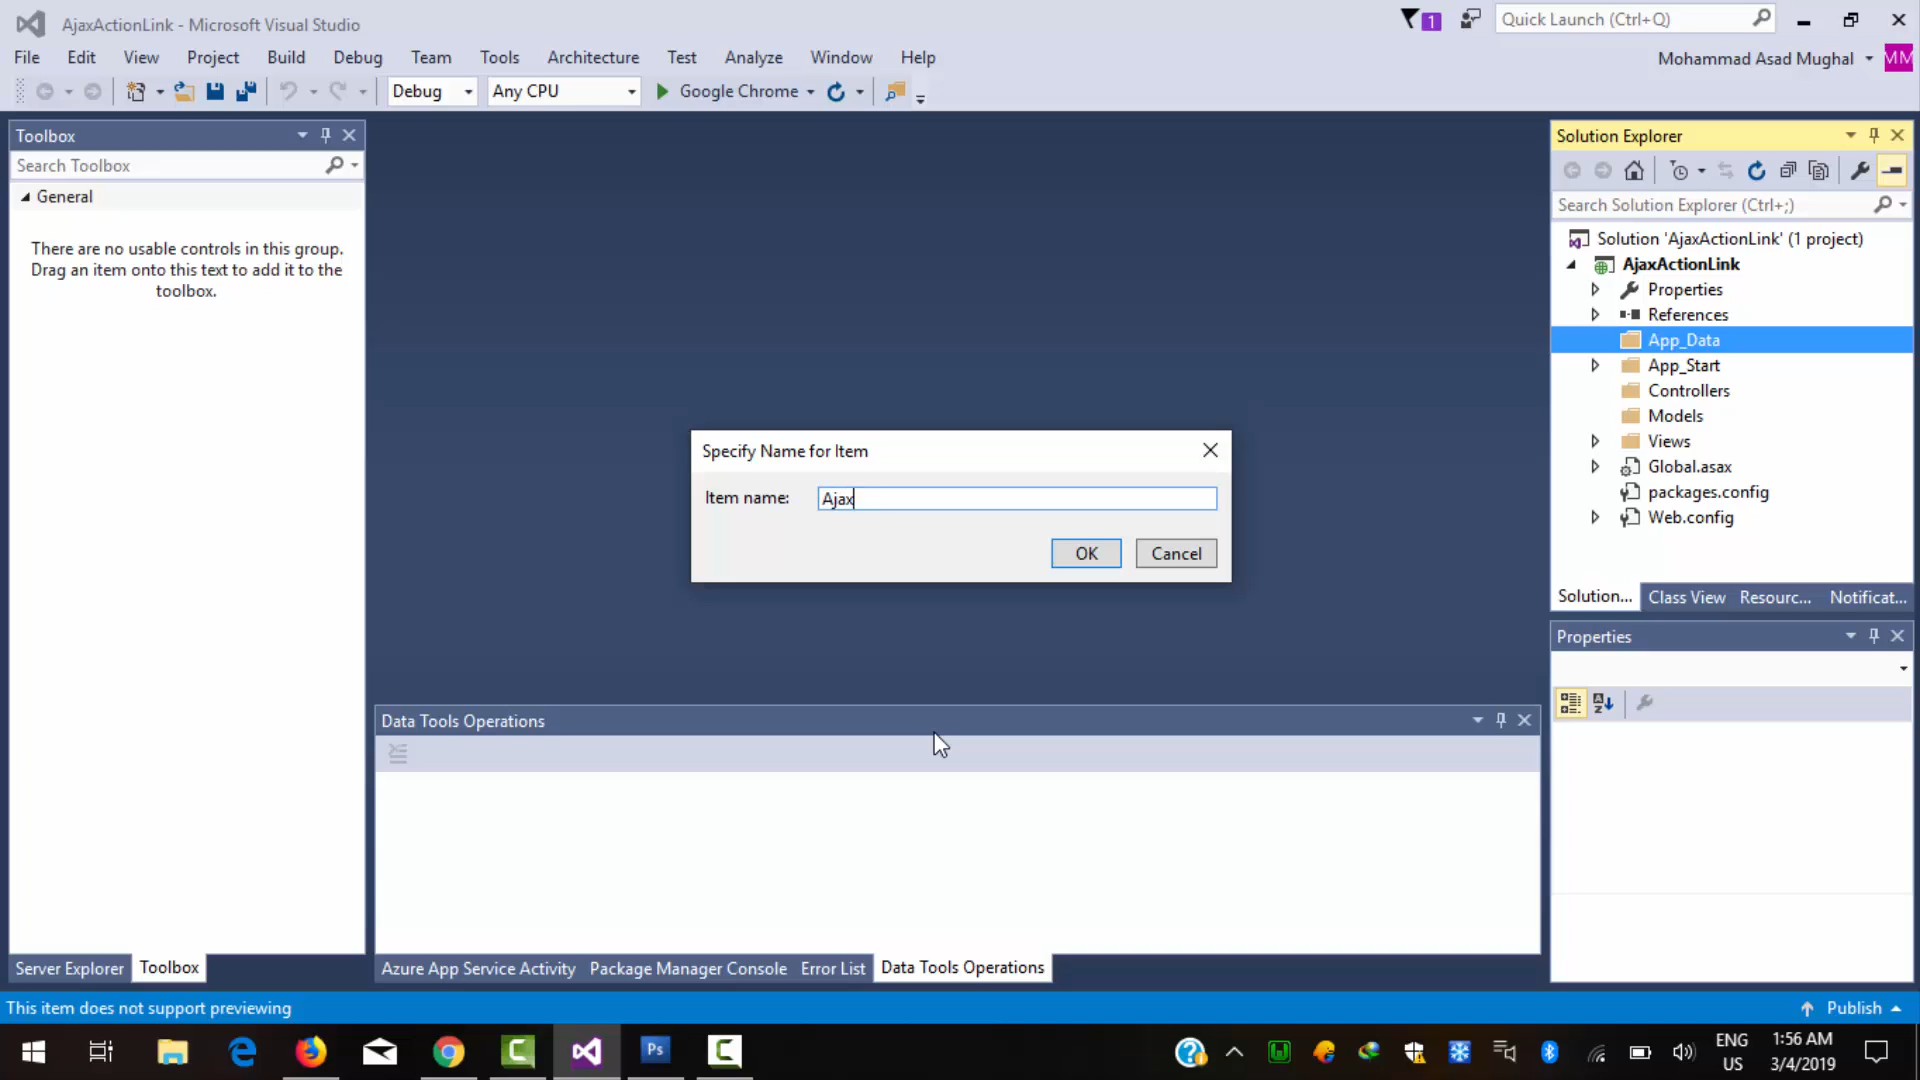 AjaxActionLink - Microsoft Visual Studio
1
Quick Launch (Ctrl+Q)
File Edit View Project Build Debug Team Tools Architecture Test Analyze Window Help
Mohammad Asad Mughal
MM
Debug
Any CPU
Google Chrome
Toolbox
Search Toolbox
General
There are no usable controls in this group.
Drag an item onto this text to add it to the
toolbox.
Specify Name for Item
Item name:
Ajax
OK
Cancel
Solution Explorer
Search Solution Explorer (Ctrl+;)
Solution 'AjaxActionLink' (1 project)
AjaxActionLink
Properties
References
App_Data
App_Start
Controllers
Models
Views
Global.asax
packages.config
Web.config
Solution... Class View Resourc... Notificat...
Properties
Data Tools Operations
Server Explorer Toolbox
Azure App Service Activity Package Manager Console Error List Data Tools Operations
This item does not support previewing
Publish
Ps
ENG
US
1:56 AM
3/4/2019